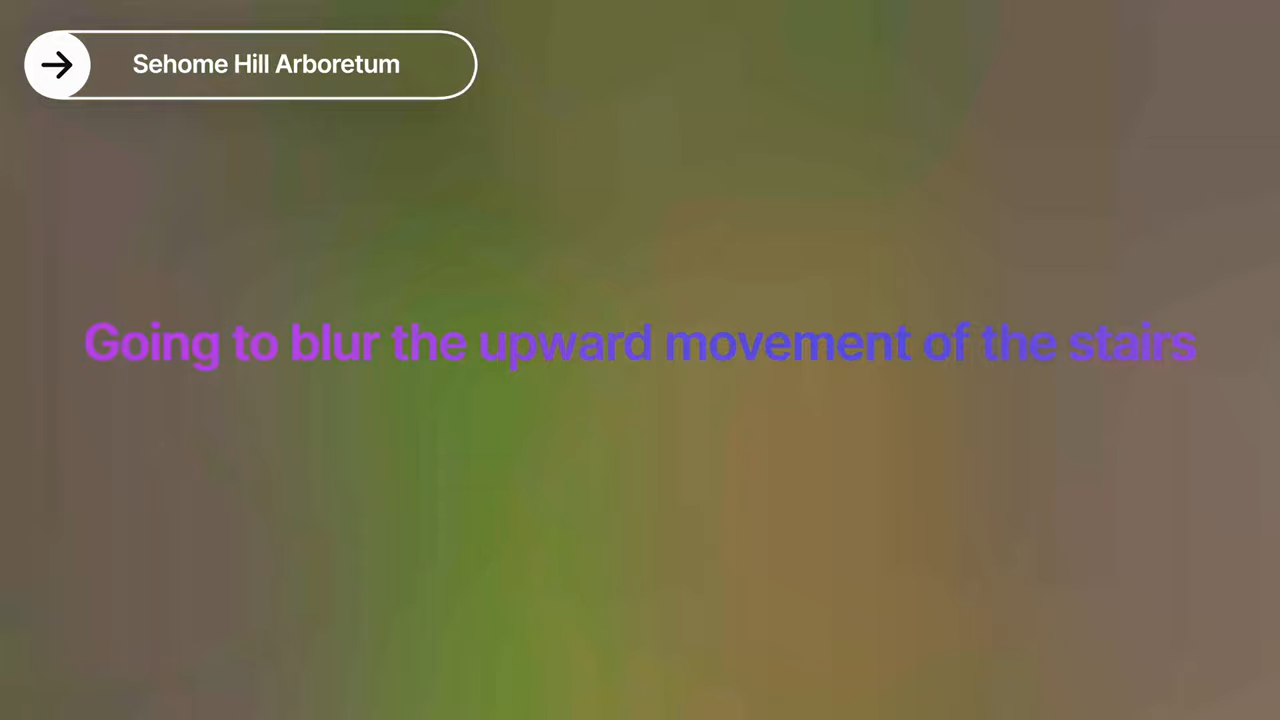 Sehome Hill Arboretum
Going to blur the upward movement of the stairs